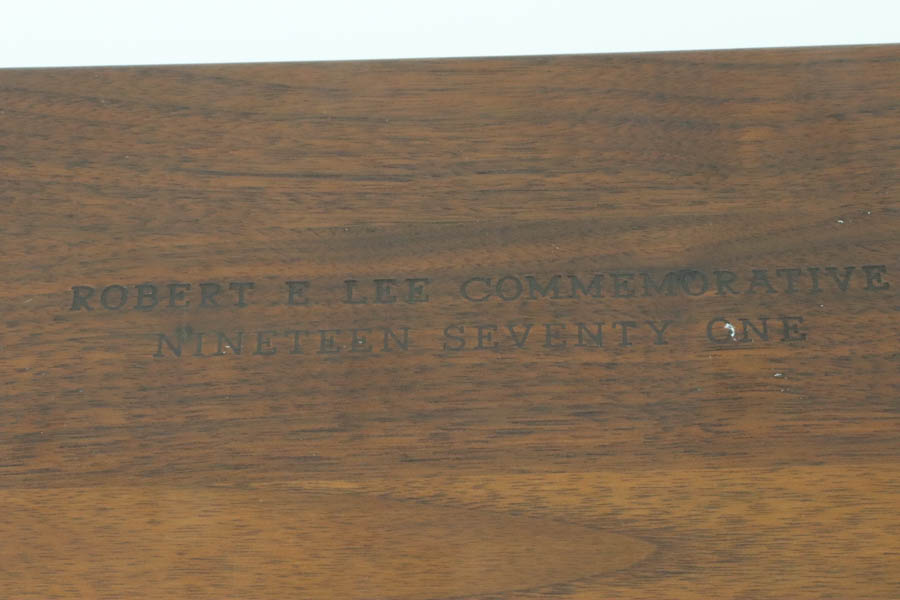 ROBERT E LEE COMMEMORATIVE
NINETEEN SEVENTY ONE